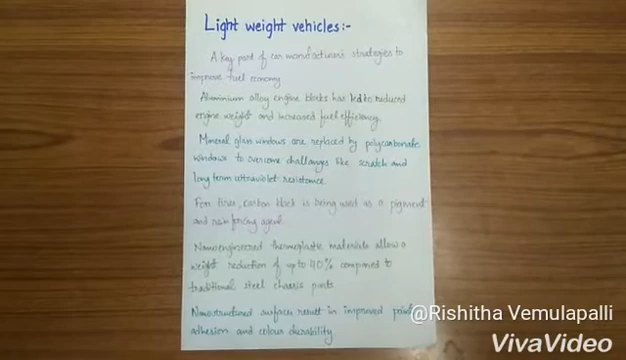 Light weight vehicles:-
A key part of car manufacturer's strategies to
improve fuel economy
Aluminium alloy engine blocks has led to reduced
engine weight and increased fuel efficiency.
Mineral glass windows are replaced by polycarbonate
windows to overcome challanges like scratch and
long term ultraviolet resistance
For tires, carbon black is being used as a pigment
and reinforcing agent.
Nanoengineered thermoplastic materials allow a
weight reduction of up to 40% compared to
traditional steel chassis parts
Nanostructured surfaces result in improved paint
adhesion and colour durability.
@Rishitha Vemulapalli
VivaVideo